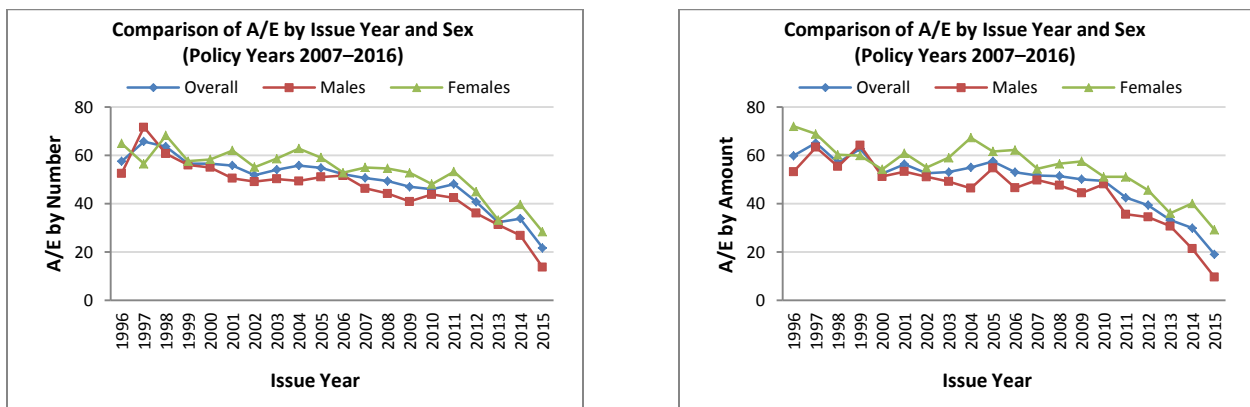 Comparison of A/E by Issue Year and Sex
(Policy Years 2007–2016)
Overall Males Females
A/E by Number
80
60
40
20
0
1996 1997 1998 1999 2000 2001 2002 2003 2004 2005 2006 2007 2008 2009 2010 2011 2012 2013 2014 2015
Issue Year
Comparison of A/E by Issue Year and Sex
(Policy Years 2007–2016)
Overall Males Females
A/E by Amount
80
60
40
20
0
1996 1997 1998 1999 2000 2001 2002 2003 2004 2005 2006 2007 2008 2009 2010 2011 2012 2013 2014 2015
Issue Year